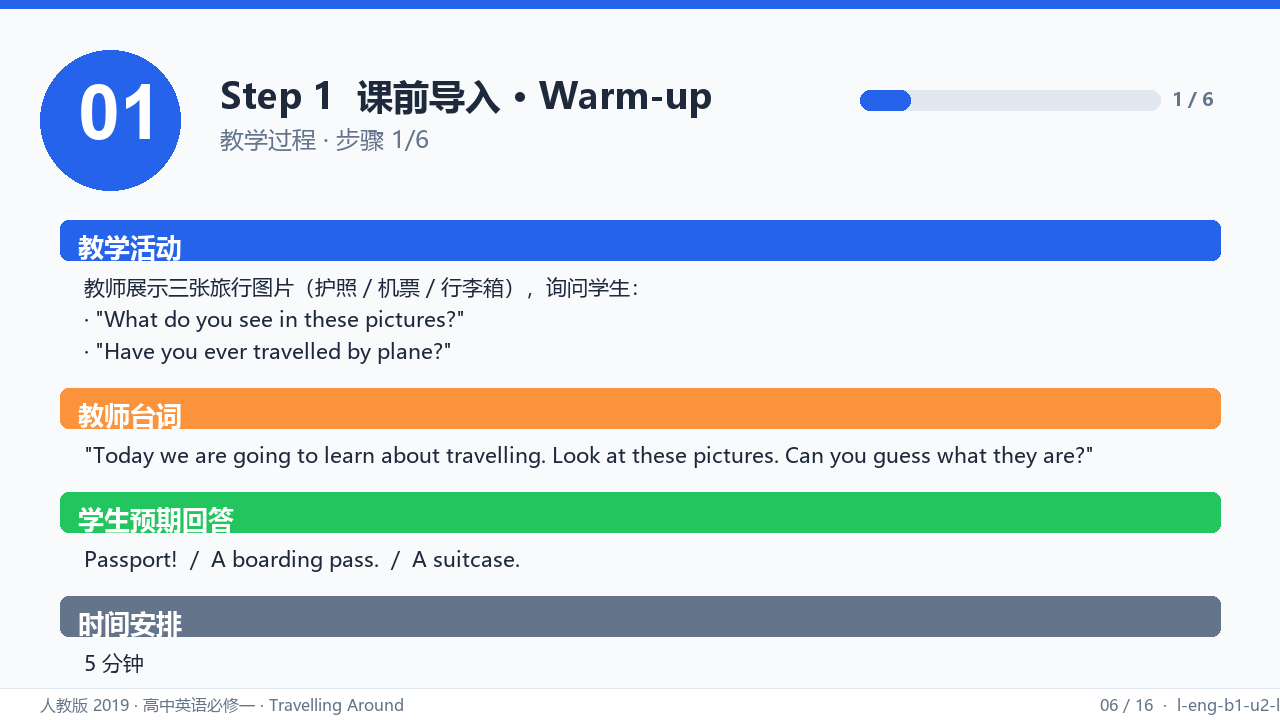 01
Step 1 课前导入 • Warm-up
教学过程 · 步骤 1/6
1 / 6
教学活动
教师展示三张旅行图片（护照 / 机票 / 行李箱），询问学生：
· "What do you see in these pictures?"
· "Have you ever travelled by plane?"
教师台词
"Today we are going to learn about travelling. Look at these pictures. Can you guess what they are?"
学生预期回答
Passport! / A boarding pass. / A suitcase.
时间安排
5 分钟
人教版 2019 · 高中英语必修一 · Travelling Around
06 / 16 · l-eng-b1-u2-l